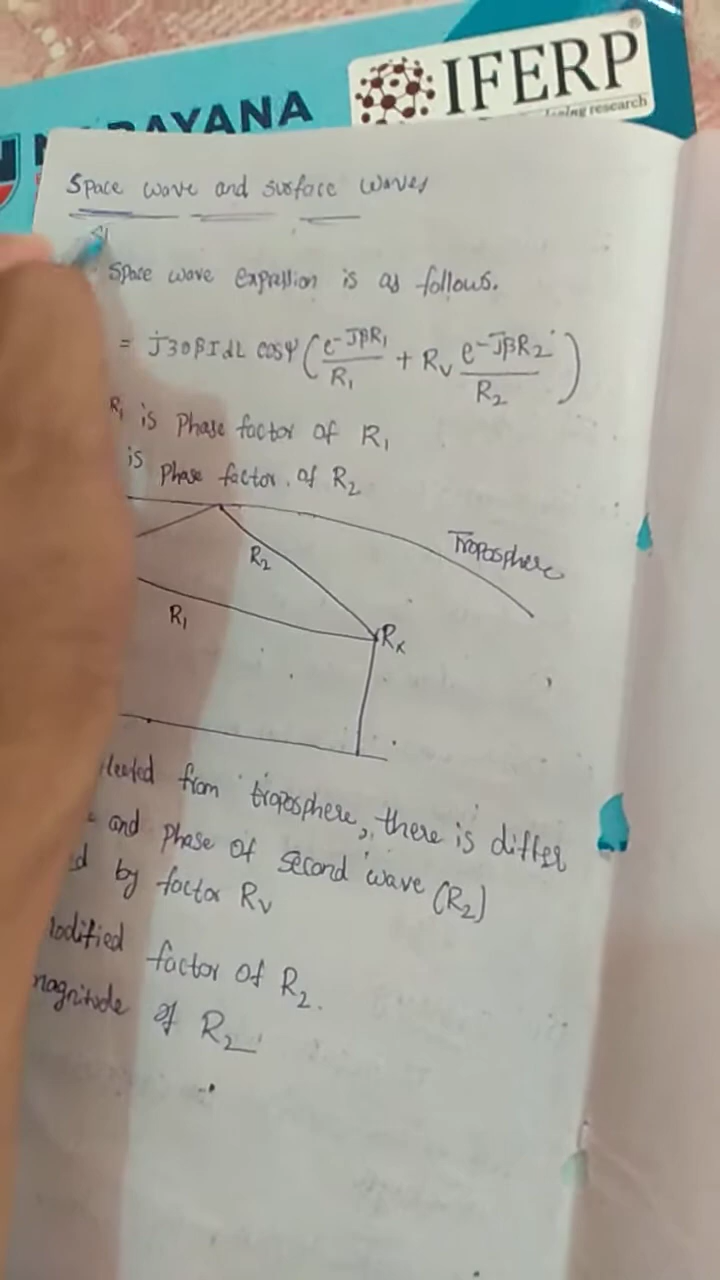 IFERP
Space wave and surface waves
Space wave expression is as follows.
= j30βIdL cosψ (e^-jβR₁/R₁ + Rv e^-jβR₂/R₂)
R₁ is Phase factor of R₁
is Phase factor of R₂
Troposphere
R₂
R₁
Rx
from troposphere, there is differ
and phase of second wave (R₂)
by factor Rv
factor of R₂.
of R₂